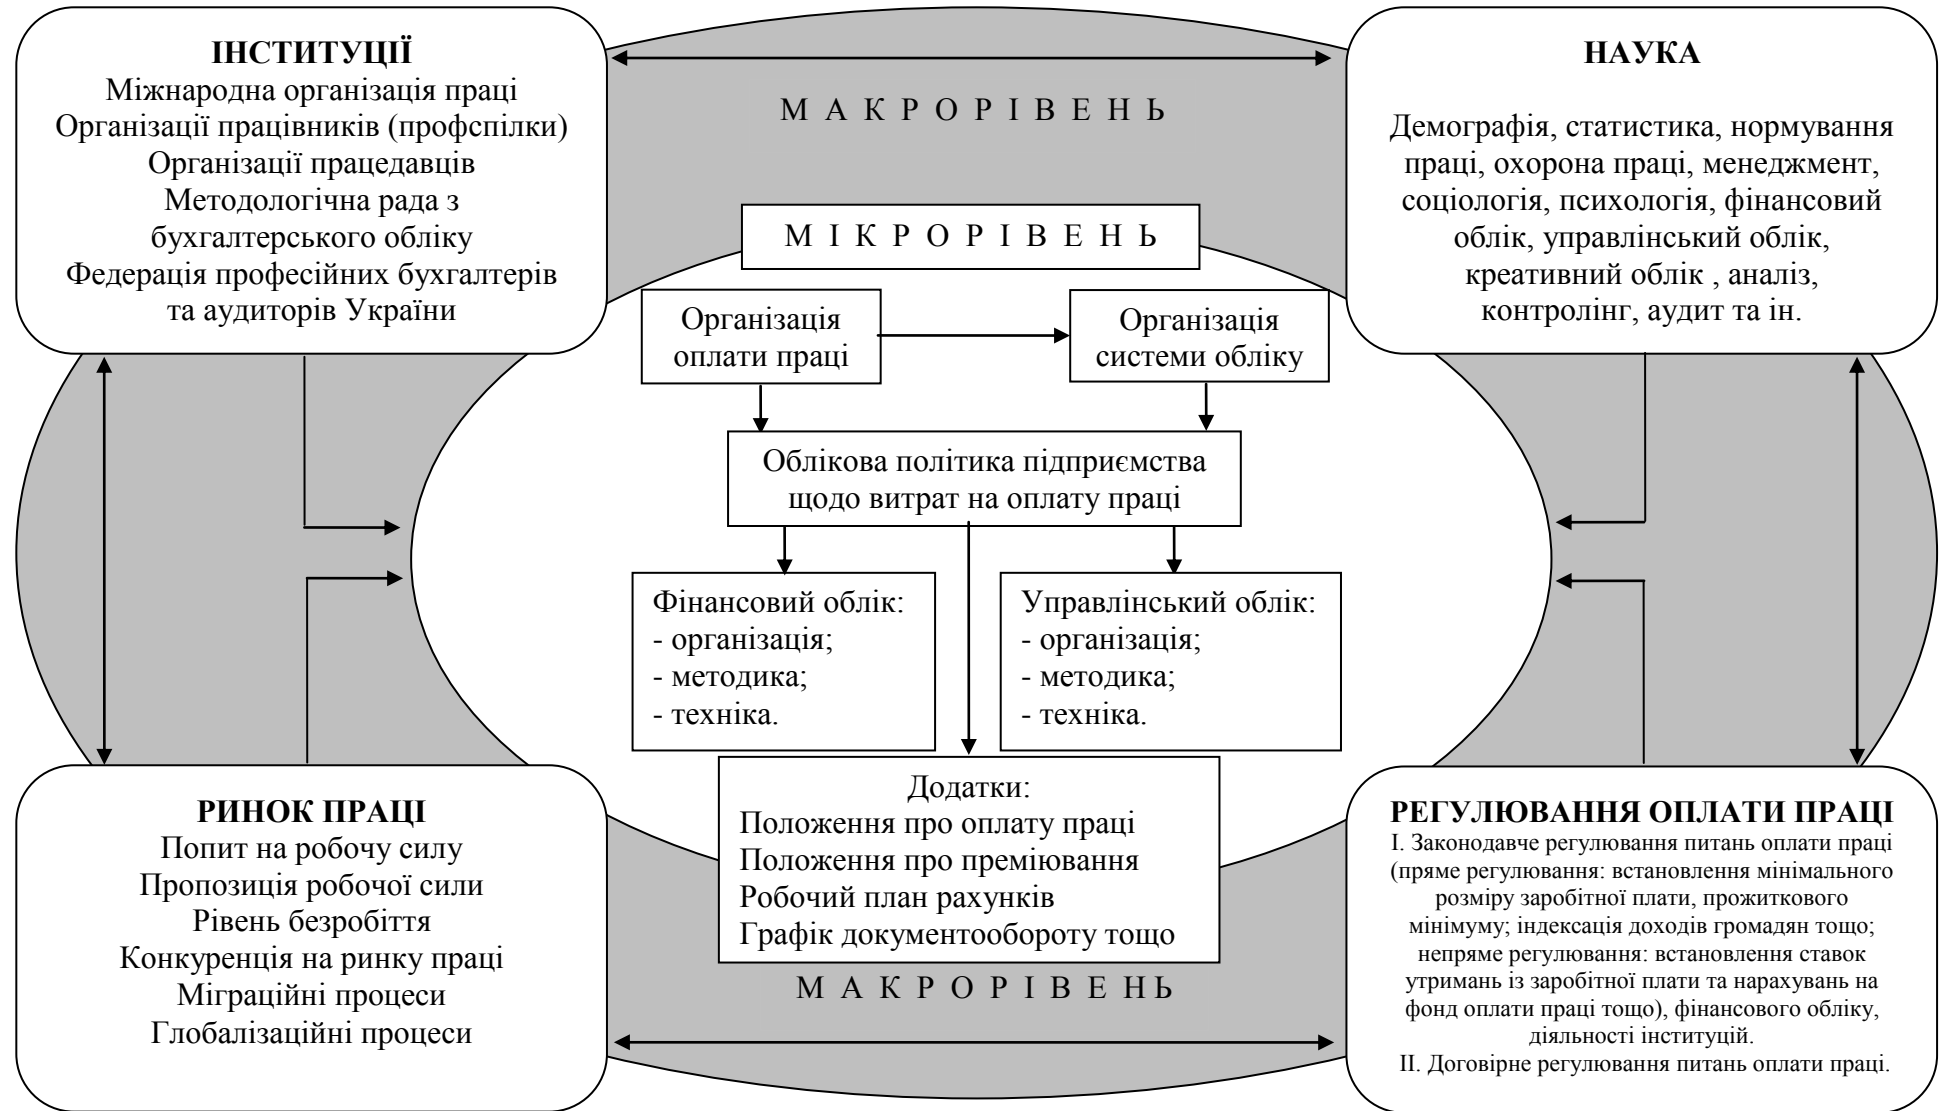 ІНСТИТУЦІЇ
Міжнародна організація праці
Організації працівників (профспілки)
Організації працедавців
Методологічна рада з
бухгалтерського обліку
Федерація професійних бухгалтерів
та аудиторів України
МАКРОРІВЕНЬ
НАУКА
Демографія, статистика, нормування
праці, охорона праці, менеджмент,
соціологія, психологія, фінансовий
облік, управлінський облік,
креативний облік , аналіз,
контролінг, аудит та ін.
МІКРОРІВЕНЬ
Організація
оплати праці
Організація
системи обліку
Облікова політика підприємства
щодо витрат на оплату праці
Фінансовий облік:
- організація;
- методика;
- техніка.
Управлінський облік:
- організація;
- методика;
- техніка.
Додатки:
Положення про оплату праці
Положення про преміювання
Робочий план рахунків
Графік документообороту тощо
РИНОК ПРАЦІ
Попит на робочу силу
Пропозиція робочої сили
Рівень безробіття
Конкуренція на ринку праці
Міграційні процеси
Глобалізаційні процеси
МАКРОРІВЕНЬ
РЕГУЛЮВАННЯ ОПЛАТИ ПРАЦІ
І. Законодавче регулювання питань оплати праці
(пряме регулювання: встановлення мінімального
розміру заробітної плати, прожиткового
мінімуму; індексація доходів громадян тощо;
непряме регулювання: встановлення ставок
утримань із заробітної плати та нарахувань на
фонд оплати праці тощо), фінансового обліку,
діяльності інституцій.
ІІ. Договірне регулювання питань оплати праці.